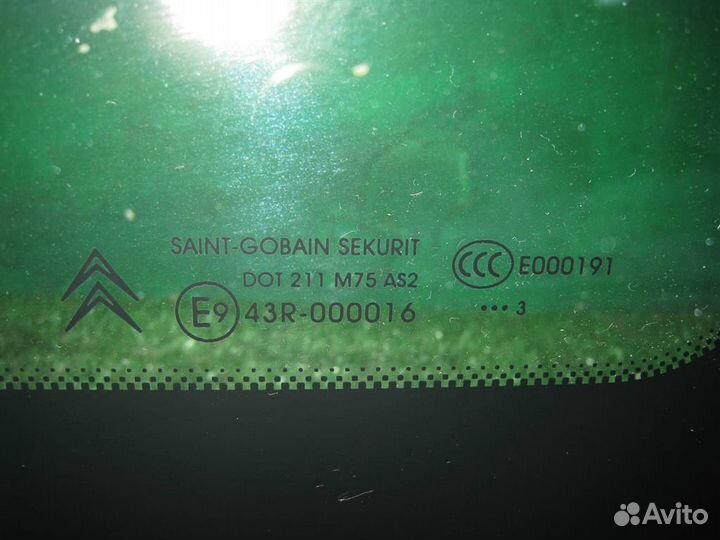 SAINT-GOBAIN SEKURIT
DOT 211 M75 AS2
E9 43R-000016
CCC E000191
••• 3
Avito